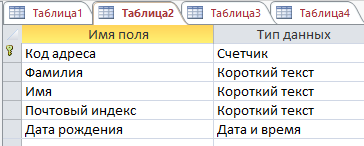 Таблица1 Таблица2 Таблица3 Таблица4
Имя поля Тип данных
Код адреса Счетчик
Фамилия Короткий текст
Имя Короткий текст
Почтовый индекс Короткий текст
Дата рождения Дата и время